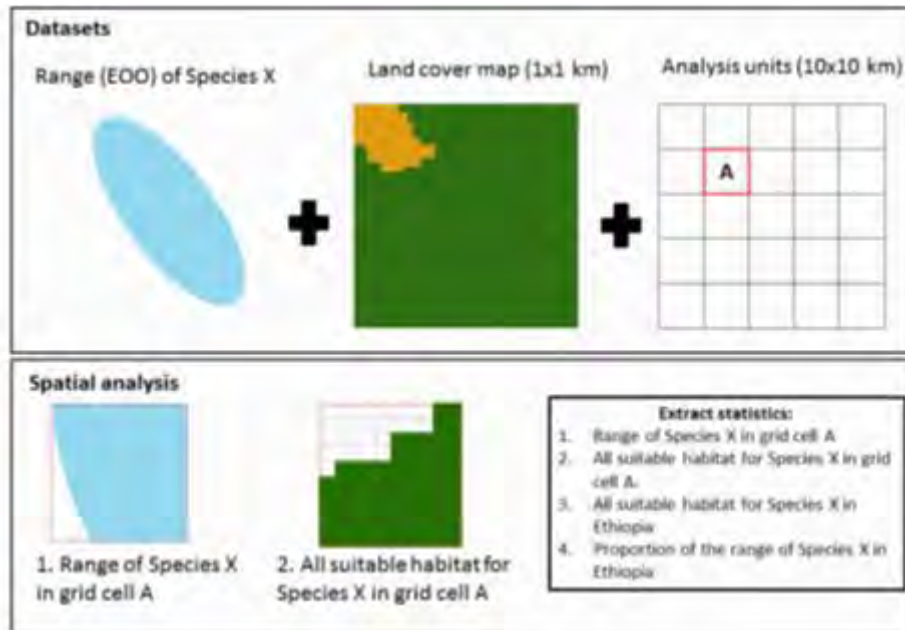 Datasets
Range (EOO) of Species X
Land cover map (1x1 km)
Analysis units (10x10 km)
A
Spatial analysis
1. Range of Species X
in grid cell A
2. All suitable habitat for
Species X in grid cell A
Extract statistics:
1. Range of Species X in grid cell A
2. All suitable habitat for Species X in grid
cell A.
3. All suitable habitat for Species X in
Ethiopia
4. Proportion of the range of Species X in
Ethiopia